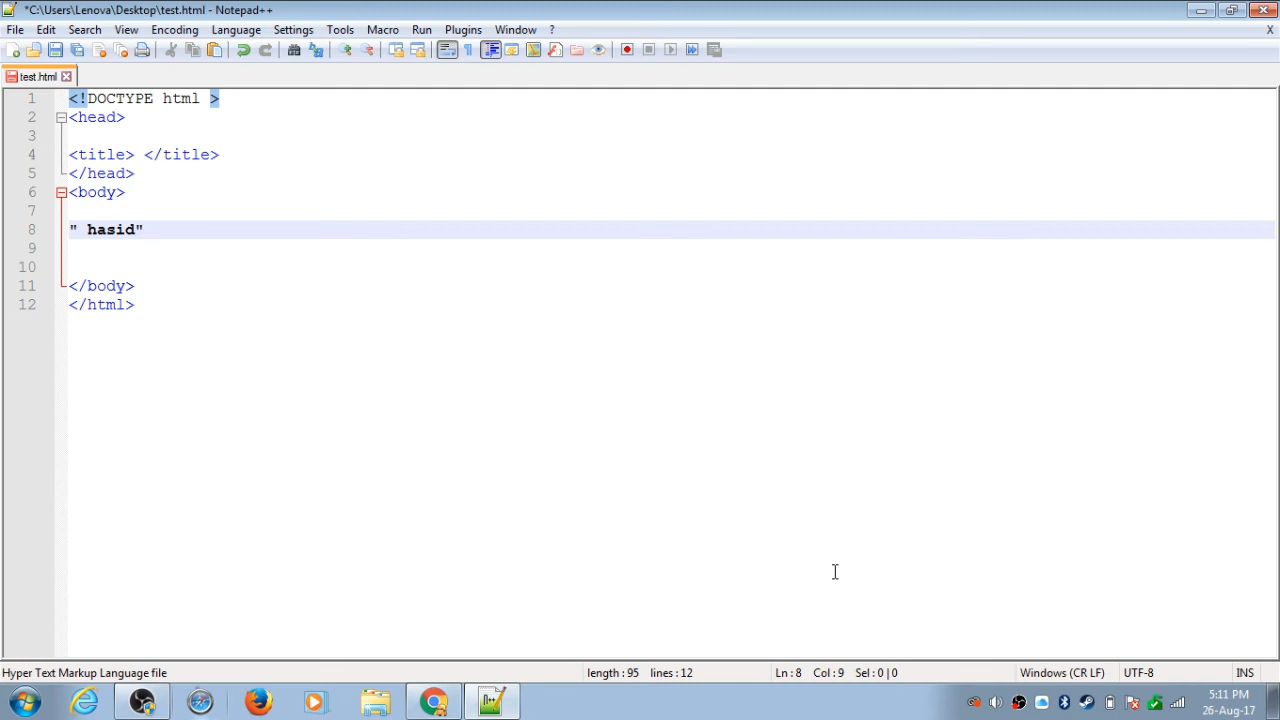 *C:\Users\Lenova\Desktop\test.html - Notepad++
File Edit Search View Encoding Language Settings Tools Macro Run Plugins Window ? X
test.html
1 <!DOCTYPE html >
2 <head>
3
4 <title> </title>
5 </head>
6 <body>
7
8 " hasid"
9
10
11 </body>
12 </html>
Hyper Text Markup Language file length : 95 lines : 12 Ln : 8 Col : 9 Sel : 0 | 0 Windows (CR LF) UTF-8 INS
5:11 PM
26-Aug-17